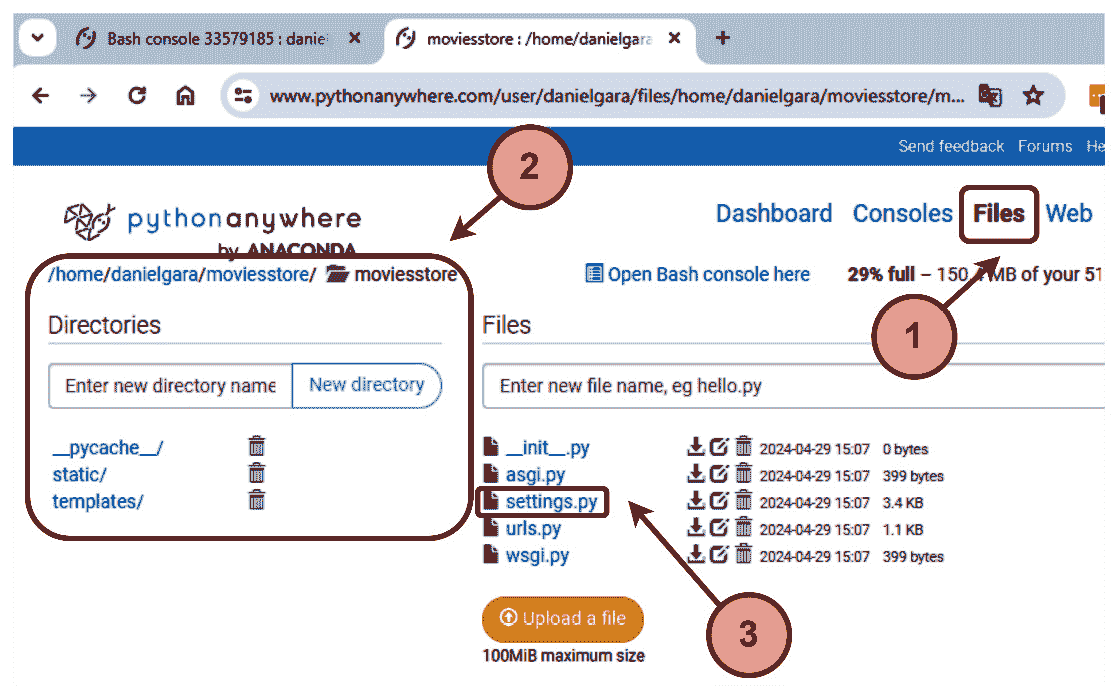 Bash console 33579185 : danie
moviesstore : /home/danielgara
www.pythonanywhere.com/user/danielgara/files/home/danielgara/moviesstore/m...
Send feedback Forums He
2
pythonanywhere
by ANACONDA
Dashboard Consoles Files Web
/home/danielgara/moviesstore/ moviesstore
Open Bash console here
29% full – 150. MB of your 51
1
Directories
Enter new directory name New directory
__pycache__/
static/
templates/
Files
Enter new file name, eg hello.py
__init__.py 2024-04-29 15:07 0 bytes
asgi.py 2024-04-29 15:07 399 bytes
settings.py 2024-04-29 15:07 3.4 KB
urls.py 2024-04-29 15:07 1.1 KB
wsgi.py 2024-04-29 15:07 399 bytes
Upload a file
100MiB maximum size
3